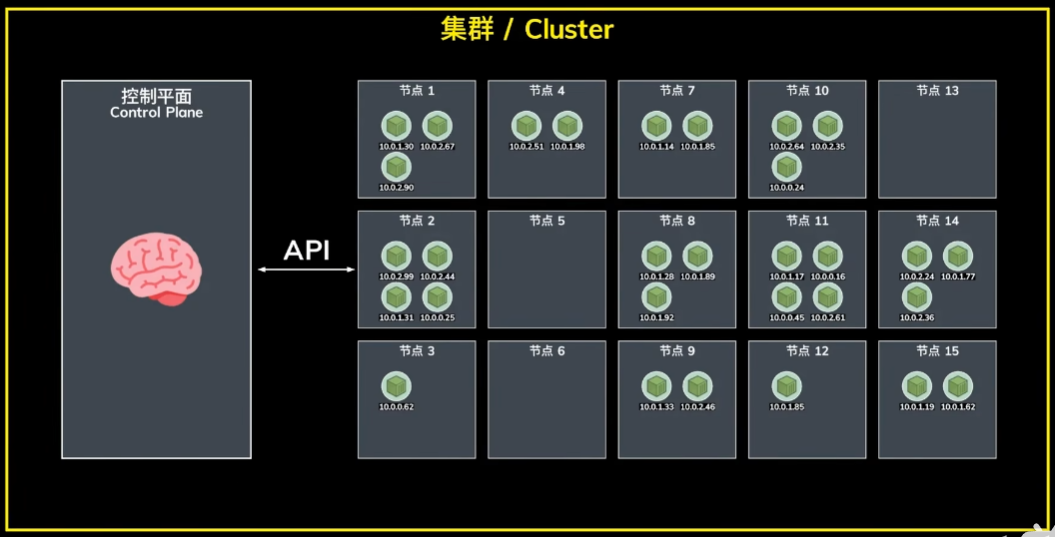 集群 / Cluster
控制平面
Control Plane
API
节点 1
10.0.1.30 10.0.2.67
10.0.2.90
节点 4
10.0.2.51 10.0.1.98
节点 7
10.0.1.14 10.0.1.85
节点 10
10.0.2.64 10.0.2.35
10.0.0.24
节点 13
节点 2
10.0.2.99 10.0.2.44
10.0.1.31 10.0.0.25
节点 5
节点 8
10.0.1.28 10.0.1.89
10.0.1.92
节点 11
10.0.1.17 10.0.0.16
10.0.0.45 10.0.2.61
节点 14
10.0.2.24 10.0.1.77
10.0.2.36
节点 3
10.0.0.62
节点 6
节点 9
10.0.1.33 10.0.2.46
节点 12
10.0.1.85
节点 15
10.0.1.19 10.0.1.62